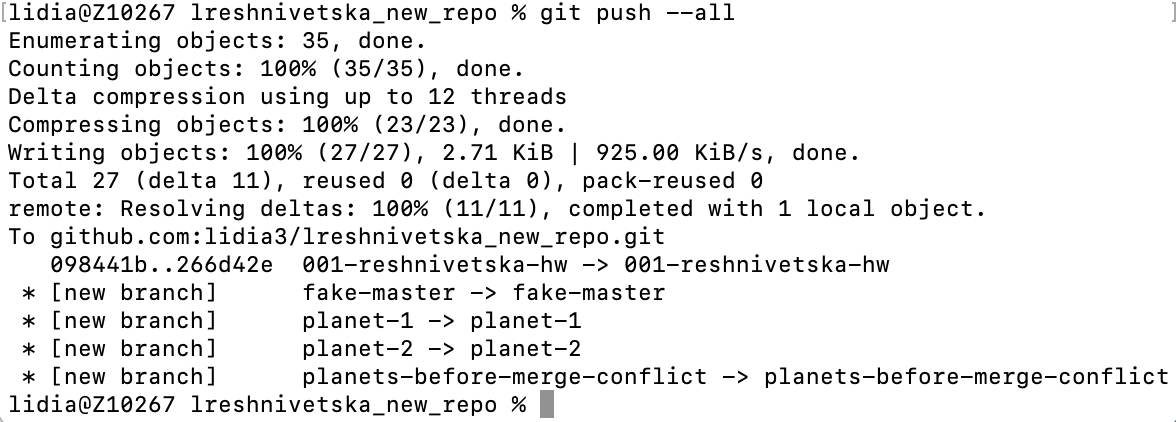 [lidia@Z10267 lreshnivetska_new_repo % git push --all ]
Enumerating objects: 35, done.
Counting objects: 100% (35/35), done.
Delta compression using up to 12 threads
Compressing objects: 100% (23/23), done.
Writing objects: 100% (27/27), 2.71 KiB | 925.00 KiB/s, done.
Total 27 (delta 11), reused 0 (delta 0), pack-reused 0
remote: Resolving deltas: 100% (11/11), completed with 1 local object.
To github.com:lidia3/lreshnivetska_new_repo.git
   098441b..266d42e  001-reshnivetska-hw -> 001-reshnivetska-hw
 * [new branch]      fake-master -> fake-master
 * [new branch]      planet-1 -> planet-1
 * [new branch]      planet-2 -> planet-2
 * [new branch]      planets-before-merge-conflict -> planets-before-merge-conflict
lidia@Z10267 lreshnivetska_new_repo %